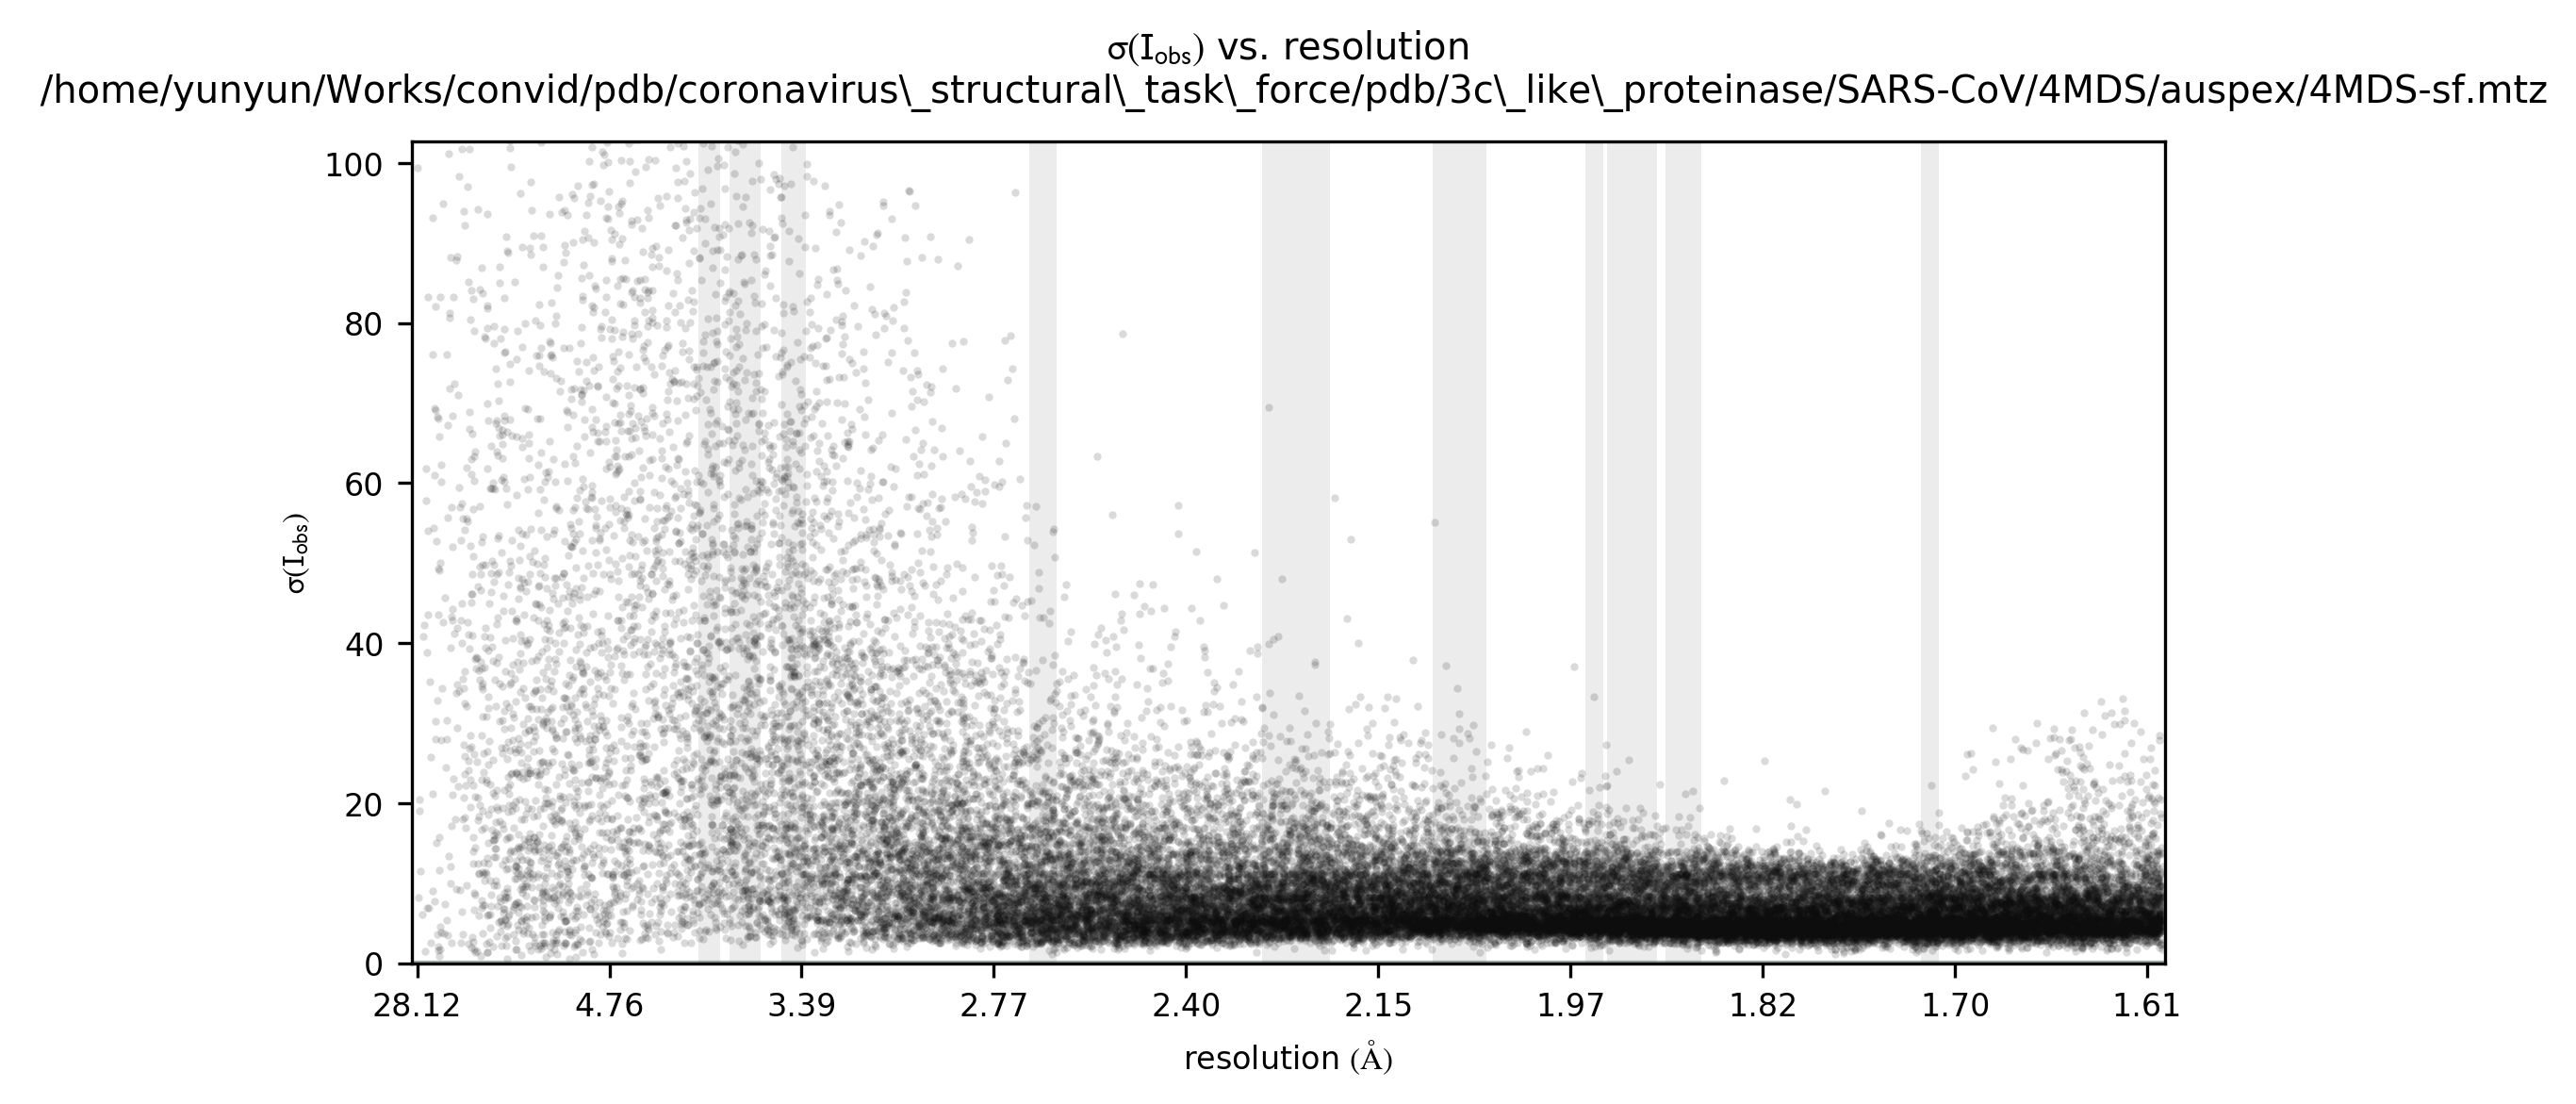 σ(I_obs) vs. resolution
/home/yunyun/Works/convid/pdb/coronavirus\_structural\_task\_force/pdb/3c\_like\_proteinase/SARS-CoV/4MDS/auspex/4MDS-sf.mtz
100
80
60
40
20
0
σ(I_obs)
28.12 4.76 3.39 2.77 2.40 2.15 1.97 1.82 1.70 1.61
resolution (Å)